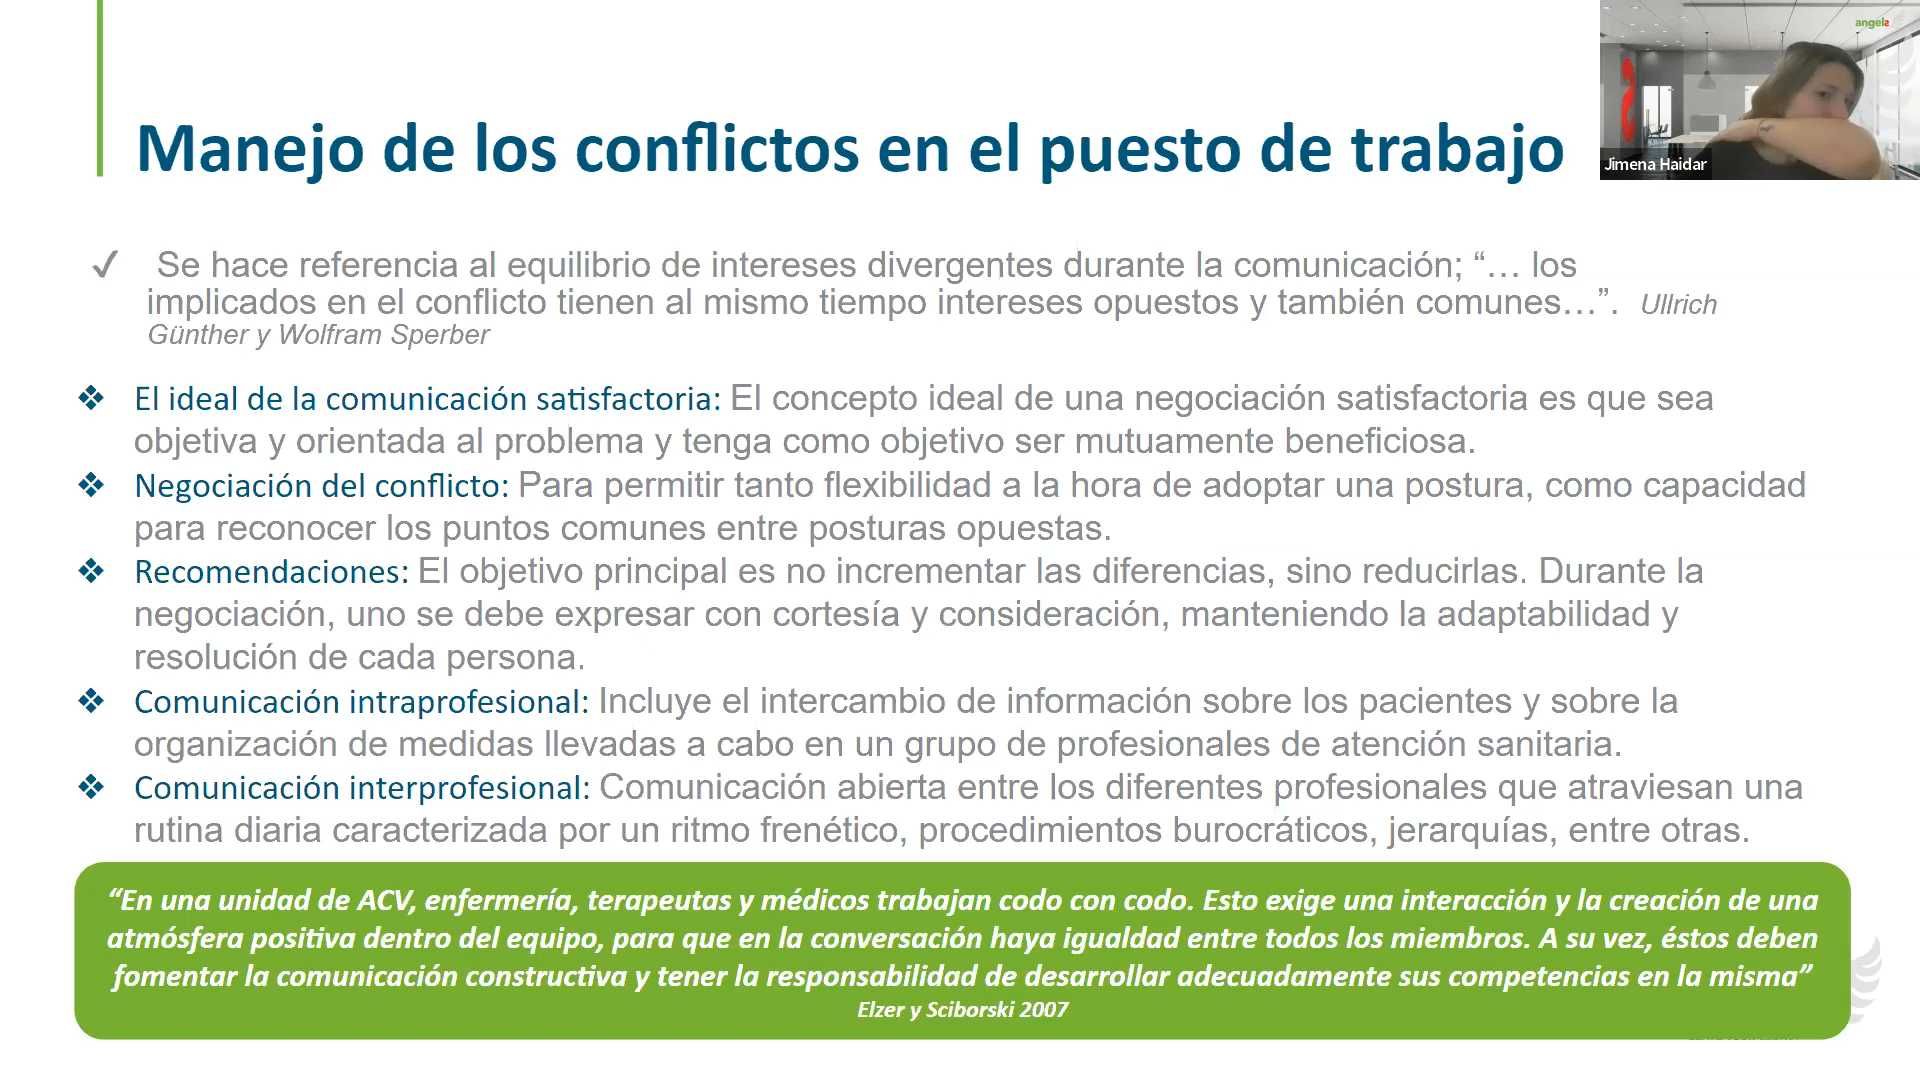 angels
Jimena Haidar
Manejo de los conflictos en el puesto de trabajo
✓ Se hace referencia al equilibrio de intereses divergentes durante la comunicación; “… los
implicados en el conflicto tienen al mismo tiempo intereses opuestos y también comunes…”. Ullrich
Günther y Wolfram Sperber
❖ El ideal de la comunicación satisfactoria: El concepto ideal de una negociación satisfactoria es que sea
objetiva y orientada al problema y tenga como objetivo ser mutuamente beneficiosa.
❖ Negociación del conflicto: Para permitir tanto flexibilidad a la hora de adoptar una postura, como capacidad
para reconocer los puntos comunes entre posturas opuestas.
❖ Recomendaciones: El objetivo principal es no incrementar las diferencias, sino reducirlas. Durante la
negociación, uno se debe expresar con cortesía y consideración, manteniendo la adaptabilidad y
resolución de cada persona.
❖ Comunicación intraprofesional: Incluye el intercambio de información sobre los pacientes y sobre la
organización de medidas llevadas a cabo en un grupo de profesionales de atención sanitaria.
❖ Comunicación interprofesional: Comunicación abierta entre los diferentes profesionales que atraviesan una
rutina diaria caracterizada por un ritmo frenético, procedimientos burocráticos, jerarquías, entre otras.
“En una unidad de ACV, enfermería, terapeutas y médicos trabajan codo con codo. Esto exige una interacción y la creación de una
atmósfera positiva dentro del equipo, para que en la conversación haya igualdad entre todos los miembros. A su vez, éstos deben
fomentar la comunicación constructiva y tener la responsabilidad de desarrollar adecuadamente sus competencias en la misma”
Elzer y Sciborski 2007